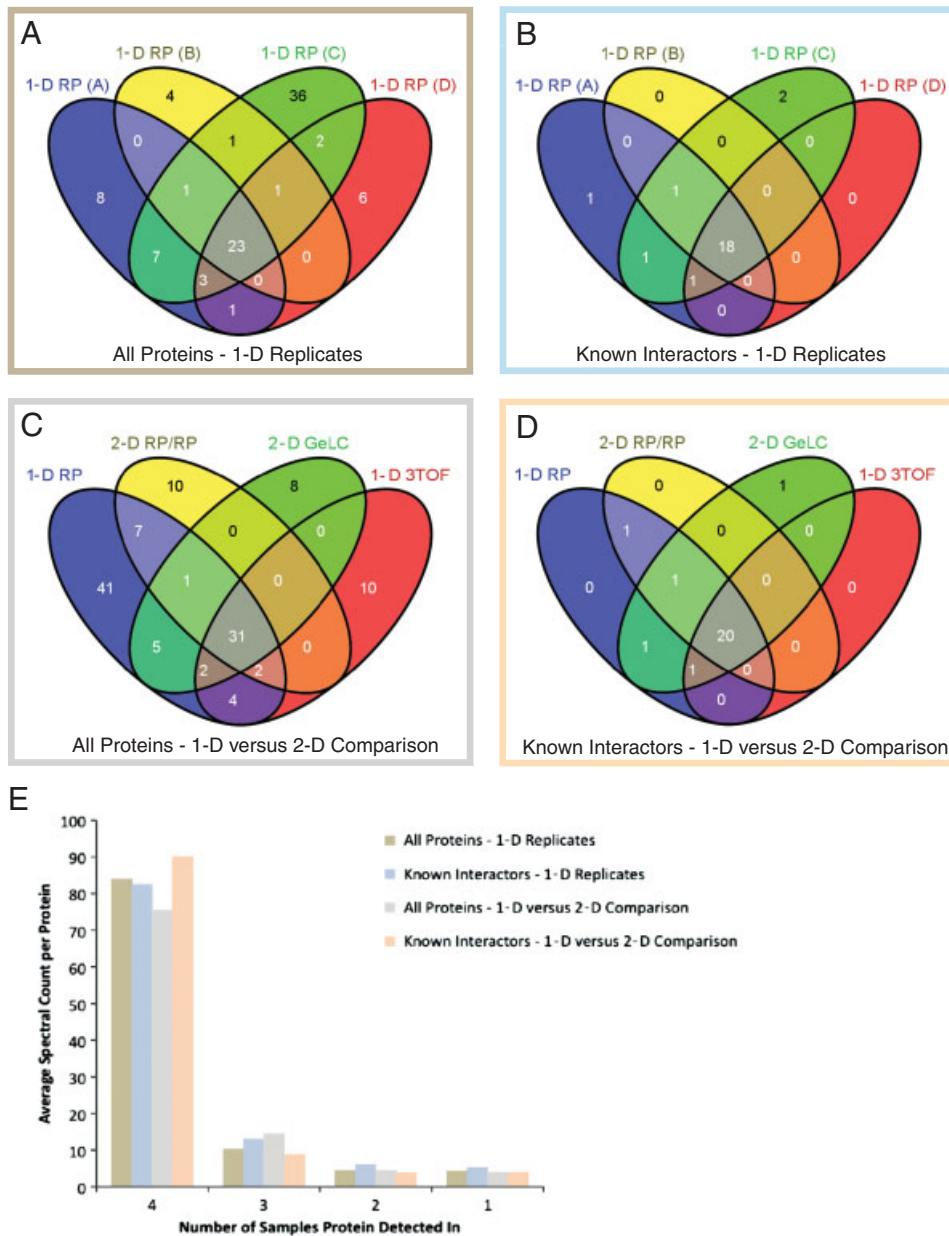 A
1-D RP (B)
1-D RP (C)
1-D RP (A)
1-D RP (D)
4
36
0
1
2
8
1
1
6
23
7
0
3
0
1
All Proteins - 1-D Replicates
B
1-D RP (B)
1-D RP (C)
1-D RP (A)
1-D RP (D)
0
2
0
0
0
1
1
0
0
18
1
0
1
0
0
Known Interactors - 1-D Replicates
C
2-D RP/RP
2-D GeLC
1-D RP
1-D 3TOF
10
8
7
0
0
41
1
0
10
31
5
0
2
2
4
All Proteins - 1-D versus 2-D Comparison
D
2-D RP/RP
2-D GeLC
1-D RP
1-D 3TOF
0
1
1
0
0
0
1
0
0
20
1
0
1
0
0
Known Interactors - 1-D versus 2-D Comparison
E
Average Spectral Count per Protein
100
90
80
70
60
50
40
30
20
10
0
All Proteins - 1-D Replicates
Known Interactors - 1-D Replicates
All Proteins - 1-D versus 2-D Comparison
Known Interactors - 1-D versus 2-D Comparison
4
3
2
1
Number of Samples Protein Detected In